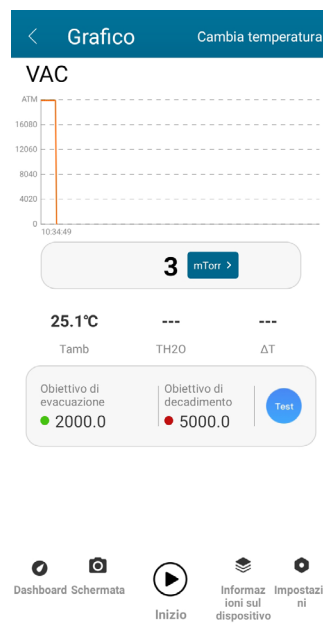 Grafico
Cambia temperatura
VAC
ATM
16080
12060
8040
4020
0
10:34:49
3
mTorr >
25.1℃
---
---
Tamb
TH2O
ΔT
Obiettivo di
evacuazione
2000.0
Obiettivo di
decadimento
5000.0
Test
Dashboard
Schermata
Inizio
Informaz
ioni sul
dispositivo
Impostazi
ni